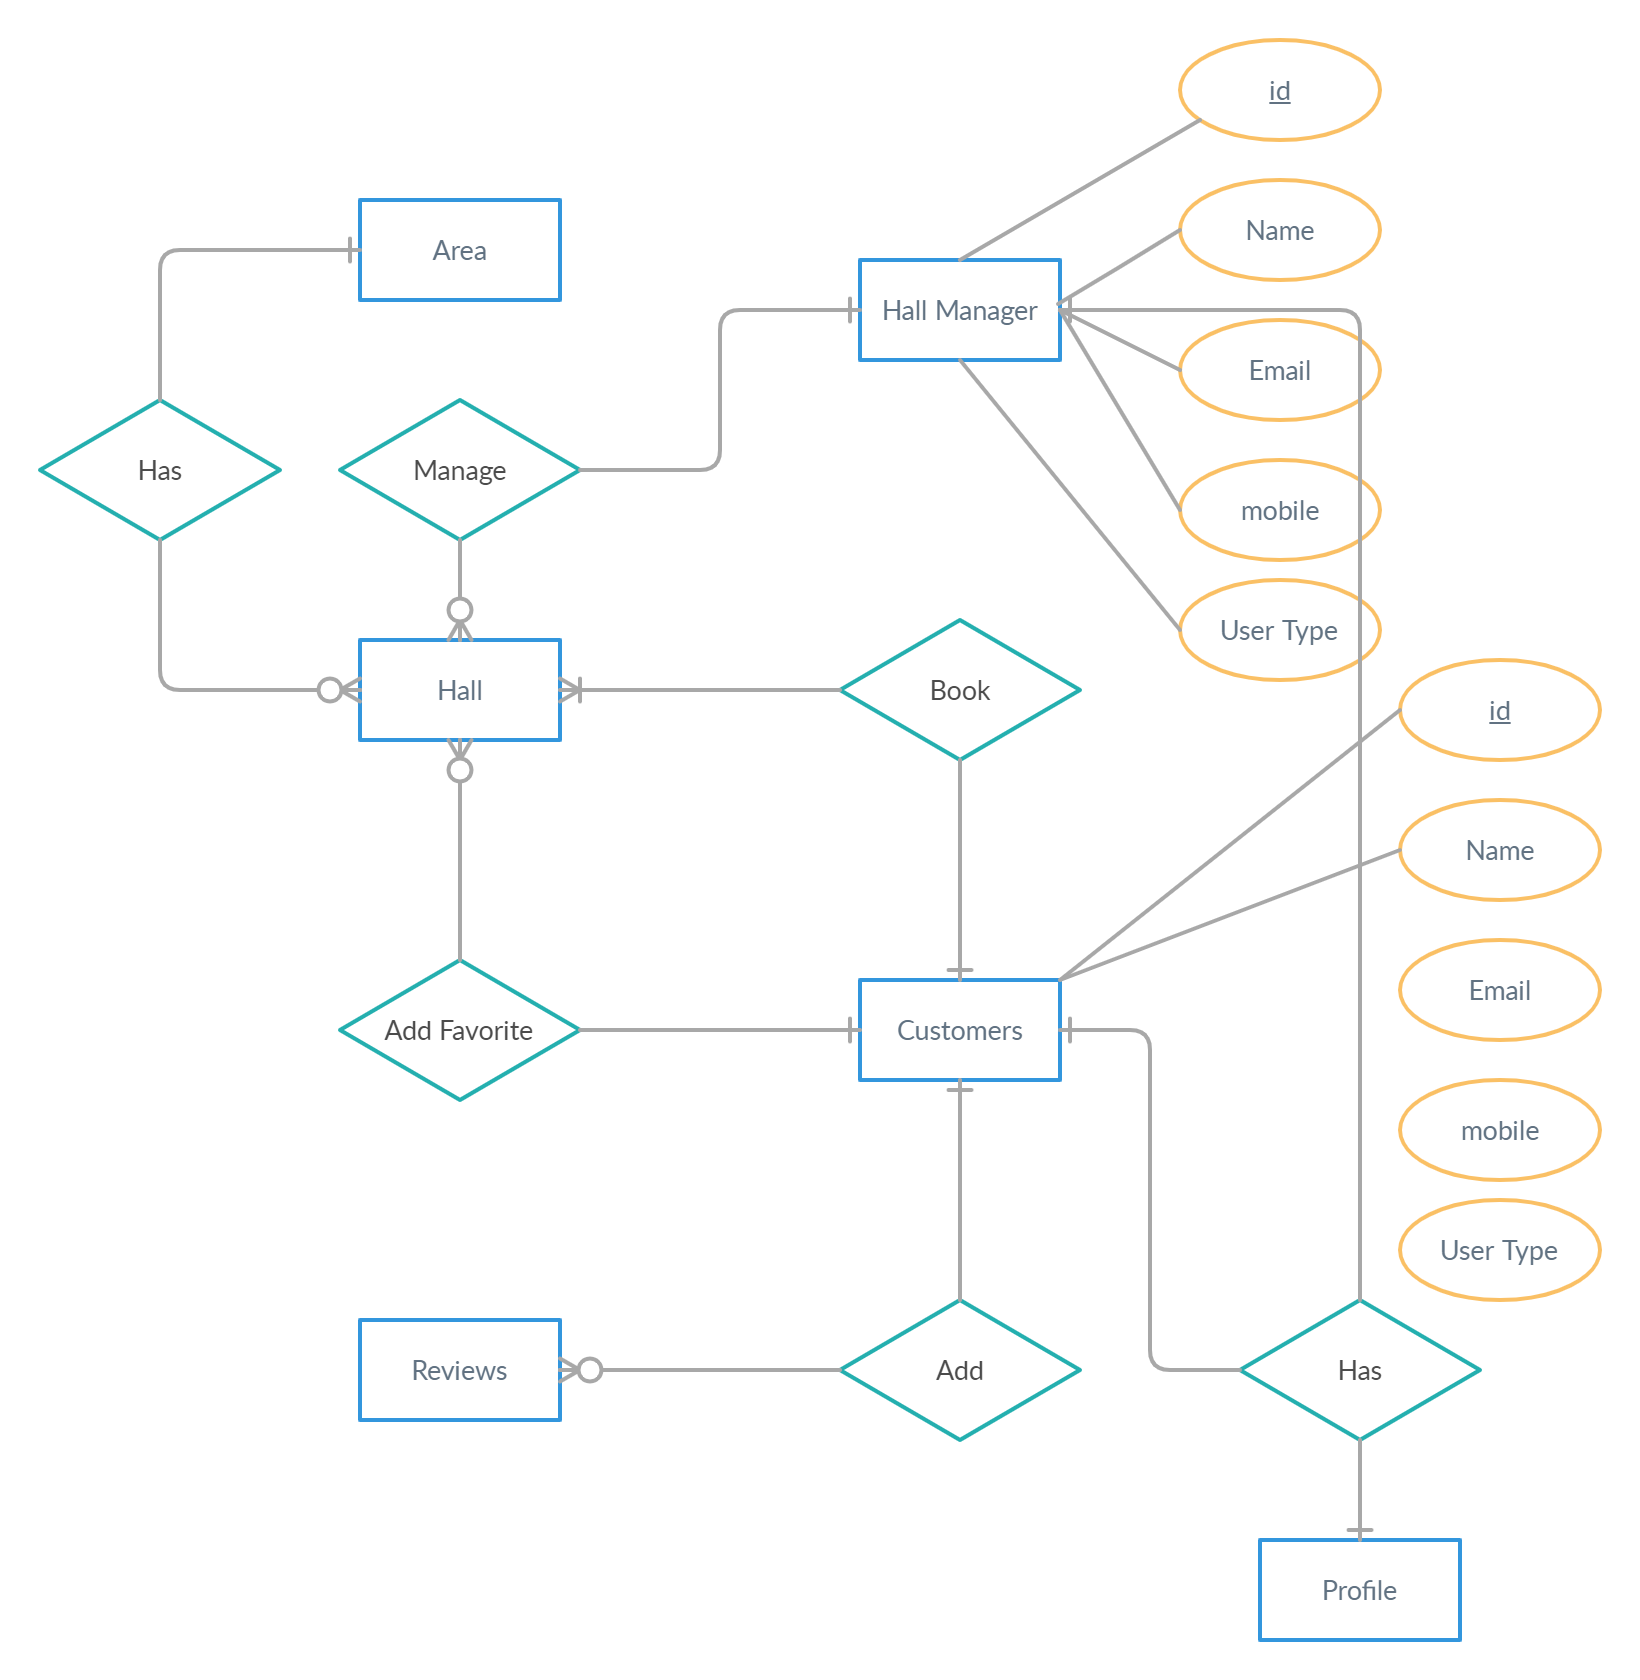 id
Name
Area
Hall Manager
Email
Has
Manage
mobile
User Type
Hall
Book
id
Name
Email
Add Favorite
Customers
mobile
User Type
Reviews
Add
Has
Profile